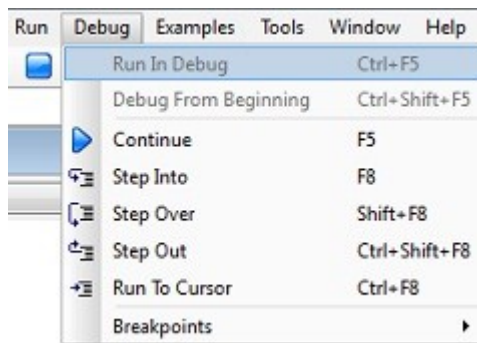 Run Debug Examples Tools Window Help
Run In Debug Ctrl+F5
Debug From Beginning Ctrl+Shift+F5
Continue F5
Step Into F8
Step Over Shift+F8
Step Out Ctrl+Shift+F8
Run To Cursor Ctrl+F8
Breakpoints